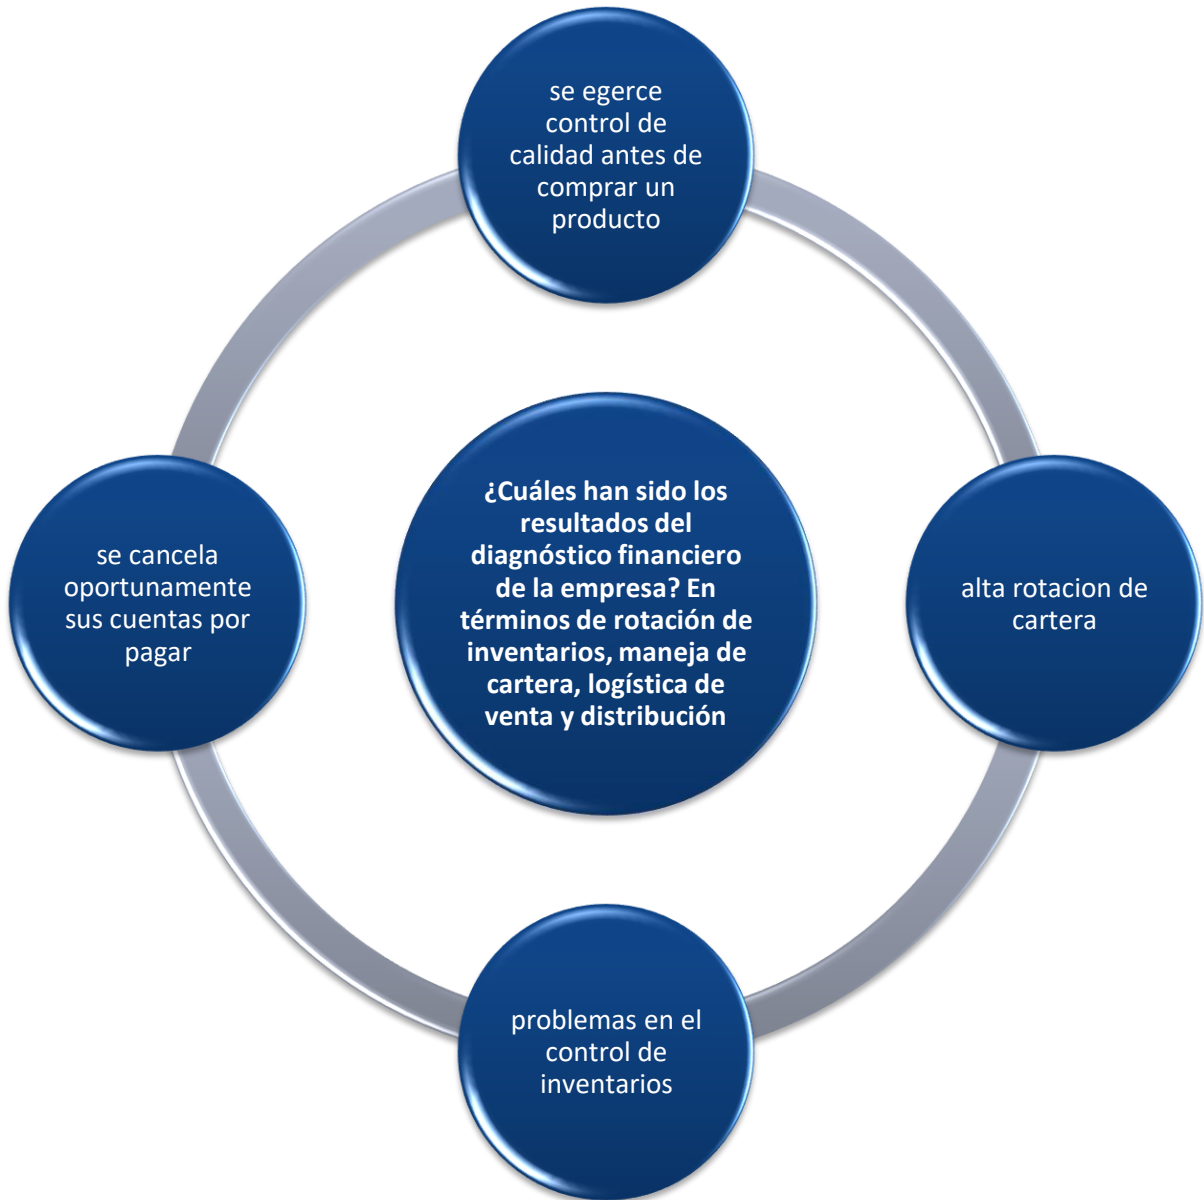 se egerce
control de
calidad antes de
comprar un
producto
¿Cuáles han sido los
resultados del
diagnóstico financiero
de la empresa? En
términos de rotación de
inventarios, maneja de
cartera, logística de
venta y distribución
alta rotacion de
cartera
problemas en el
control de
inventarios
se cancela
oportunamente
sus cuentas por
pagar